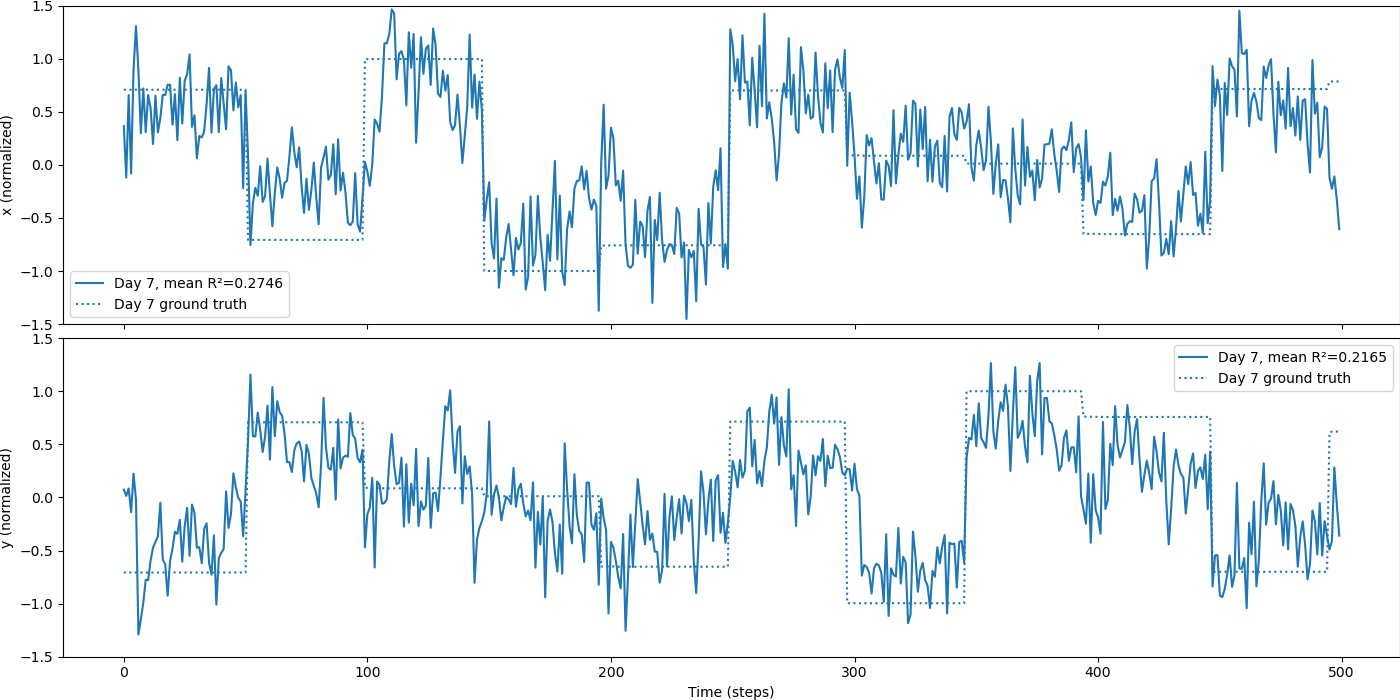 1.5
1.0
0.5
0.0
−0.5
−1.0
−1.5
x (normalized)
Day 7, mean R²=0.2746
Day 7 ground truth
1.5
1.0
0.5
0.0
−0.5
−1.0
−1.5
y (normalized)
Day 7, mean R²=0.2165
Day 7 ground truth
0 100 200 300 400 500
Time (steps)